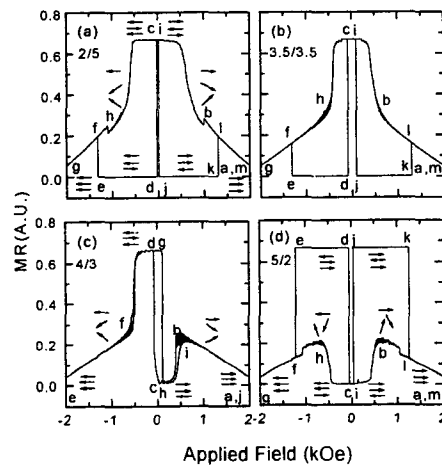 (a)
2/5
c i
h
b
f
l
g
k
a,m
e
d j
(b)
3.5/3.5
c i
h
b
f
l
g
k
a,m
e
d j
(c)
4/3
d g
f
b
i
e
c h
a,j
(d)
5/2
e
d j
k
h
b
f
l
g
c i
a,m
MR(A.U.)
0.8
0.6
0.4
0.2
0.0
0.8
0.6
0.4
0.2
0.0
-2 -1 0 1 2 -2 -1 0 1 2
Applied Field (kOe)